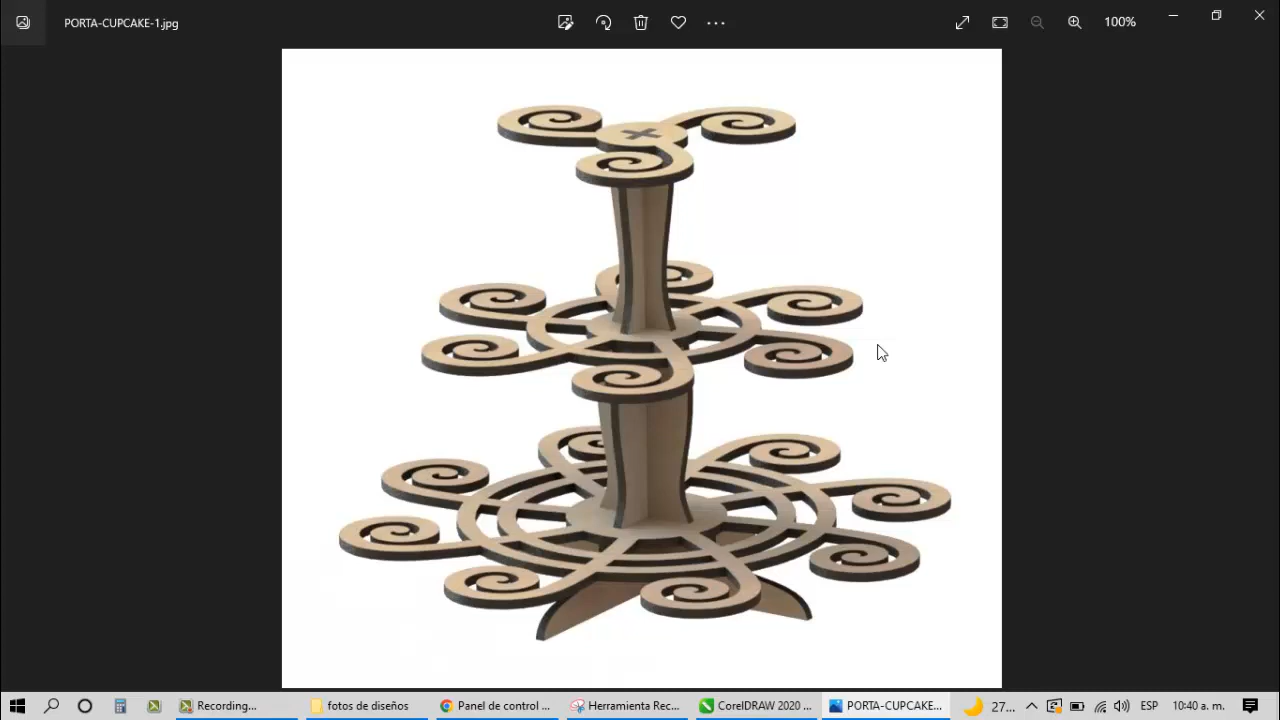 PORTA-CUPCAKE-1.jpg
100%
Recording...
fotos de diseños
Panel de control ...
Herramienta Rec...
CorelDRAW 2020 ...
PORTA-CUPCAKE...
27...
ESP
10:40 a. m.